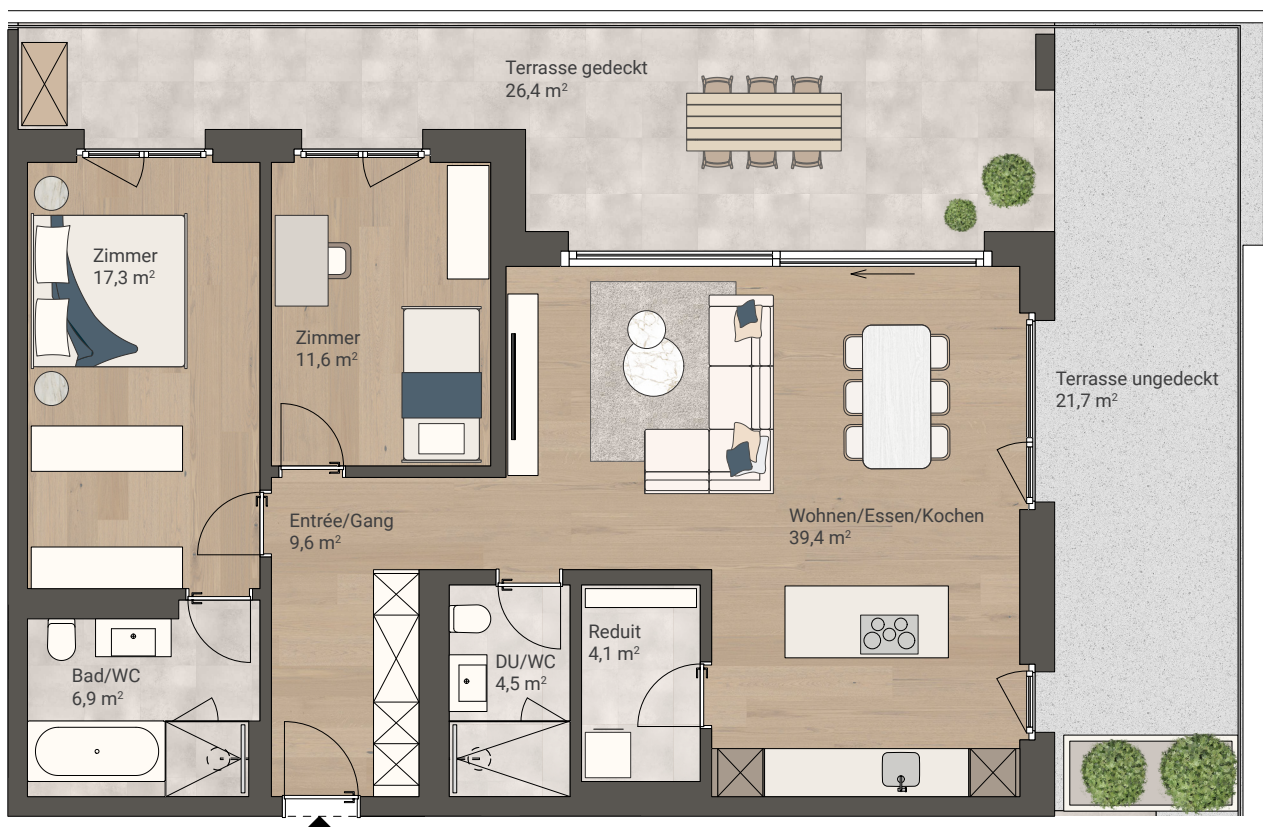 Terrasse gedeckt
26,4 m²
Zimmer
17,3 m²
Zimmer
11,6 m²
Terrasse ungedeckt
21,7 m²
Entrée/Gang
9,6 m²
Wohnen/Essen/Kochen
39,4 m²
Reduit
4,1 m²
DU/WC
4,5 m²
Bad/WC
6,9 m²